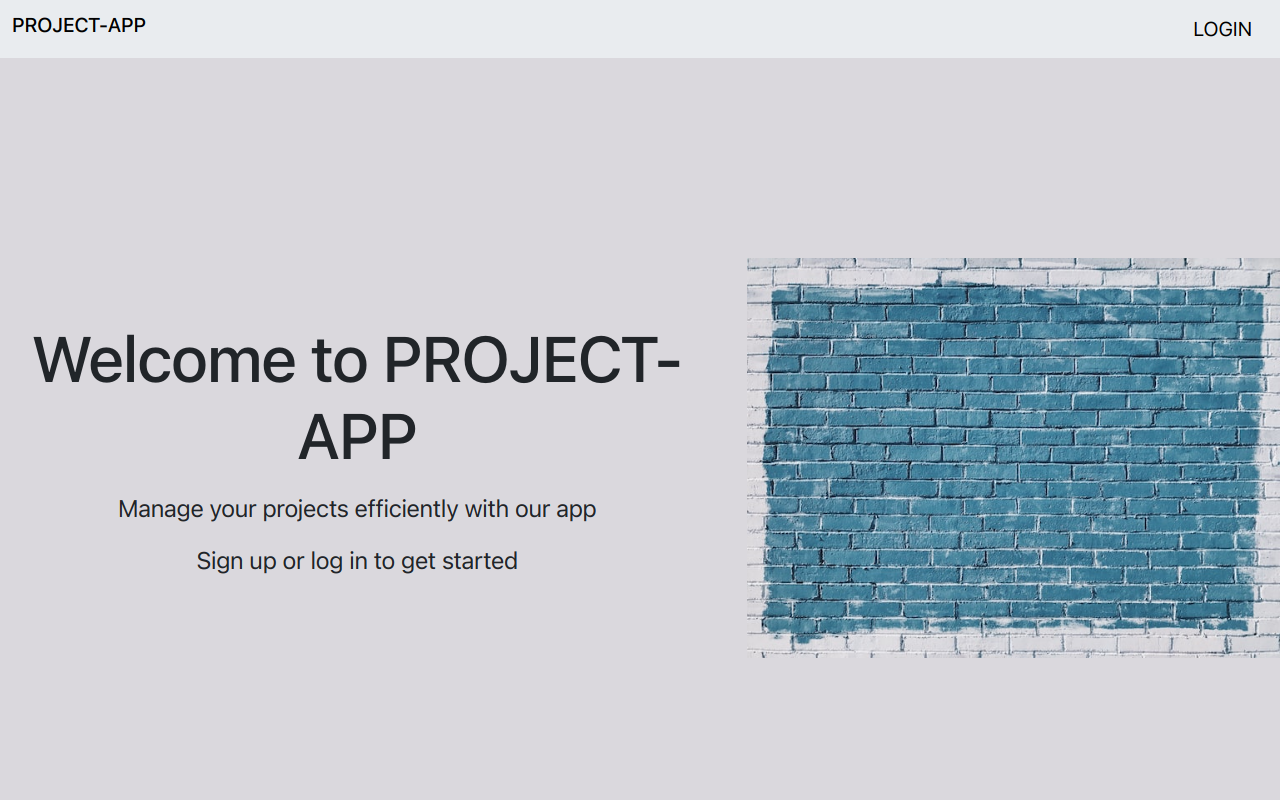 PROJECT-APP
LOGIN
Welcome to PROJECT-
APP
Manage your projects efficiently with our app
Sign up or log in to get started